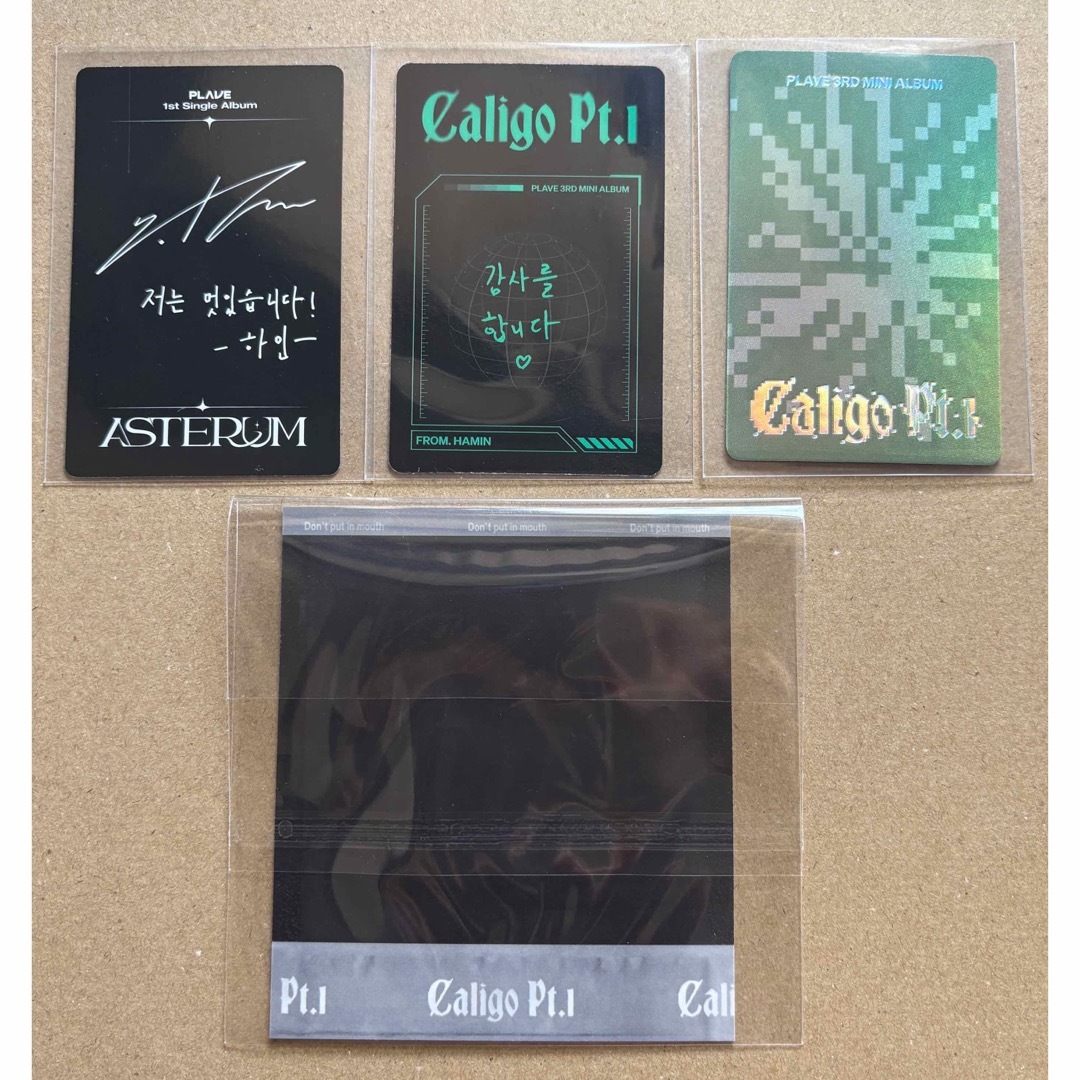 PLAVE
1st Single Album
저는 멋있습니다!
- 하민 -
ASTERUM
Caligo Pt.1
PLAVE 3RD MINI ALBUM
감사를
합니다
♡
FROM. HAMIN
PLAVE 3RD MINI ALBUM
Caligo Pt.1
Don't put in mouth Don't put in mouth Don't put in mouth
Pt.1 Caligo Pt.1 Cali